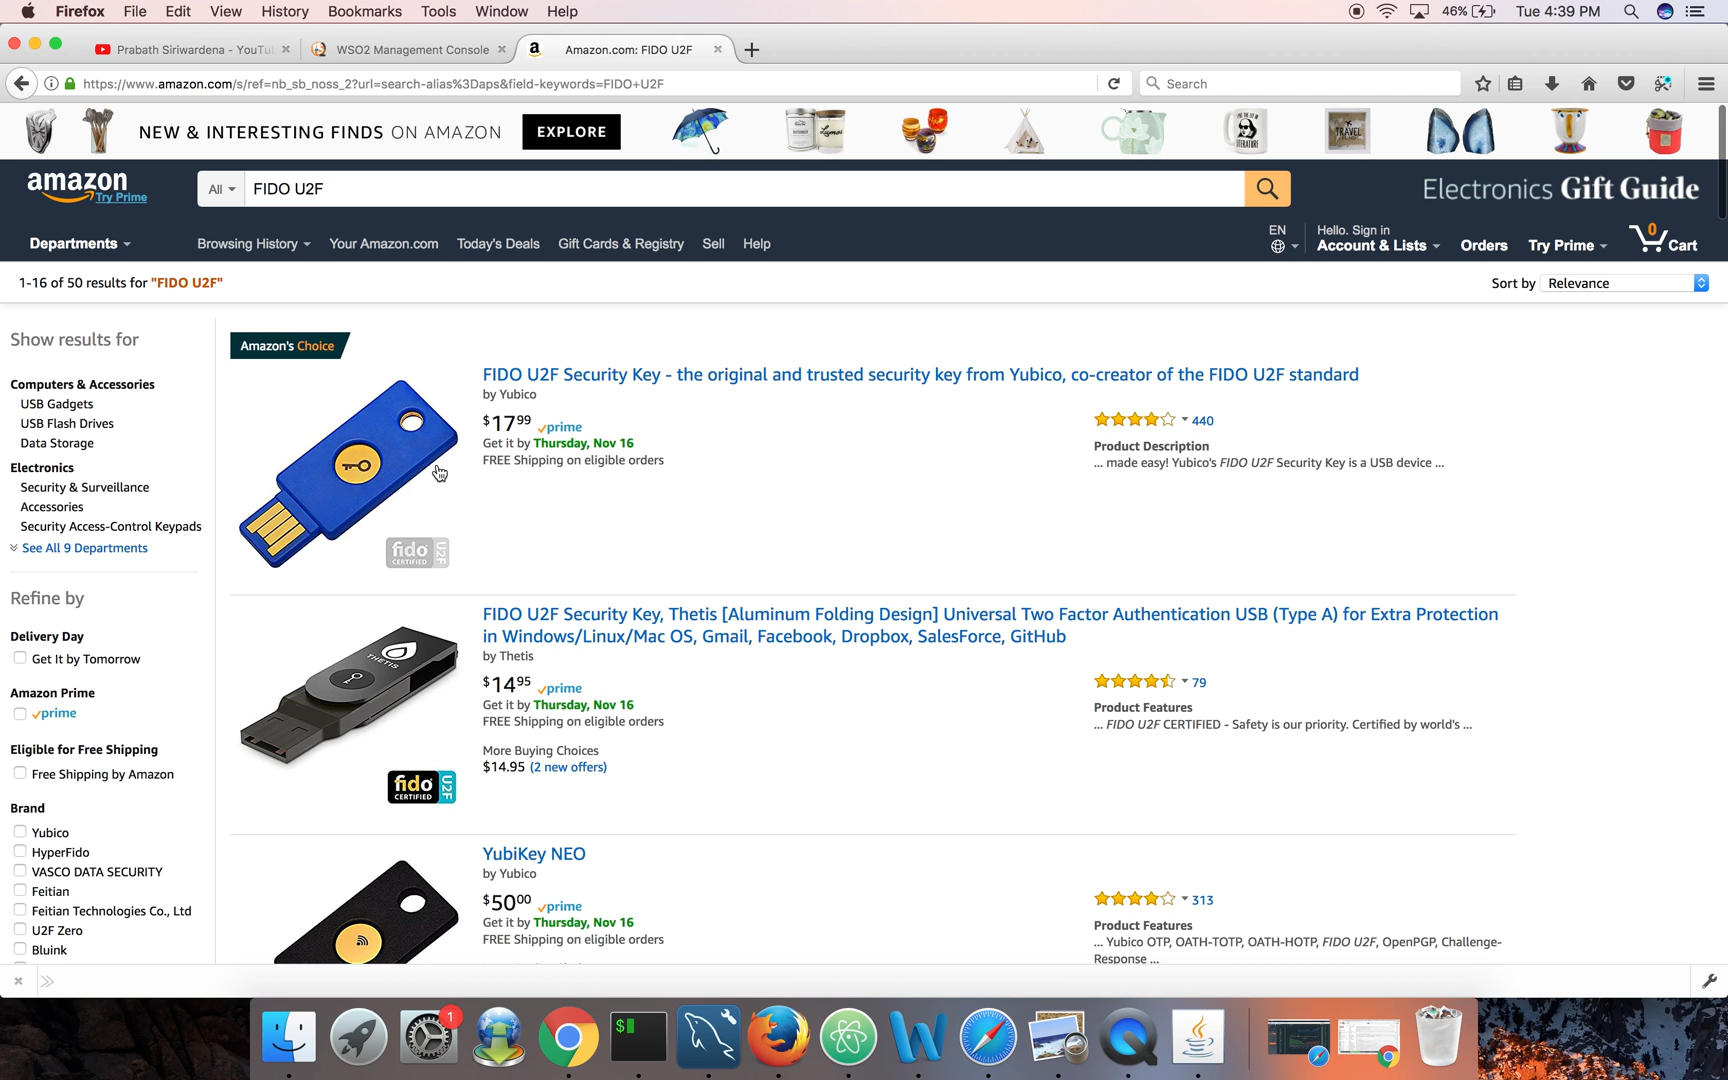 Firefox File Edit View History Bookmarks Tools Window Help
46% Tue 4:39 PM
Prabath Siriwardena - YouTu
WSO2 Management Console
Amazon.com: FIDO U2F
https://www.amazon.com/s/ref=nb_sb_noss_2?url=search-alias%3Daps&field-keywords=FIDO+U2F
Search
NEW & INTERESTING FINDS ON AMAZON EXPLORE
LITERATURE
TRAVEL
amazon
Try Prime
All
FIDO U2F
Electronics Gift Guide
Departments
Browsing History Your Amazon.com Today's Deals Gift Cards & Registry Sell Help
EN
Hello. Sign in
Account & Lists
Orders
Try Prime
0
Cart
1-16 of 50 results for "FIDO U2F"
Sort by Relevance
Show results for
Computers & Accessories
USB Gadgets
USB Flash Drives
Data Storage
Electronics
Security & Surveillance
Accessories
Security Access-Control Keypads
See All 9 Departments
Refine by
Delivery Day
Get It by Tomorrow
Amazon Prime
prime
Eligible for Free Shipping
Free Shipping by Amazon
Brand
Yubico
HyperFido
VASCO DATA SECURITY
Feitian
Feitian Technologies Co., Ltd
U2F Zero
Bluink
Amazon's Choice
fido
CERTIFIED
U2F
FIDO U2F Security Key - the original and trusted security key from Yubico, co-creator of the FIDO U2F standard
by Yubico
$17 99 prime
Get it by Thursday, Nov 16
FREE Shipping on eligible orders
440
Product Description
... made easy! Yubico's FIDO U2F Security Key is a USB device ...
THETIS
fido
CERTIFIED
U2F
FIDO U2F Security Key, Thetis [Aluminum Folding Design] Universal Two Factor Authentication USB (Type A) for Extra Protection
in Windows/Linux/Mac OS, Gmail, Facebook, Dropbox, SalesForce, GitHub
by Thetis
$14 95 prime
Get it by Thursday, Nov 16
FREE Shipping on eligible orders
More Buying Choices
$14.95 (2 new offers)
79
Product Features
... FIDO U2F CERTIFIED - Safety is our priority. Certified by world's ...
YubiKey NEO
by Yubico
$50 00 prime
Get it by Thursday, Nov 16
FREE Shipping on eligible orders
313
Product Features
... Yubico OTP, OATH-TOTP, OATH-HOTP, FIDO U2F, OpenPGP, Challenge-
Response ...
1
$